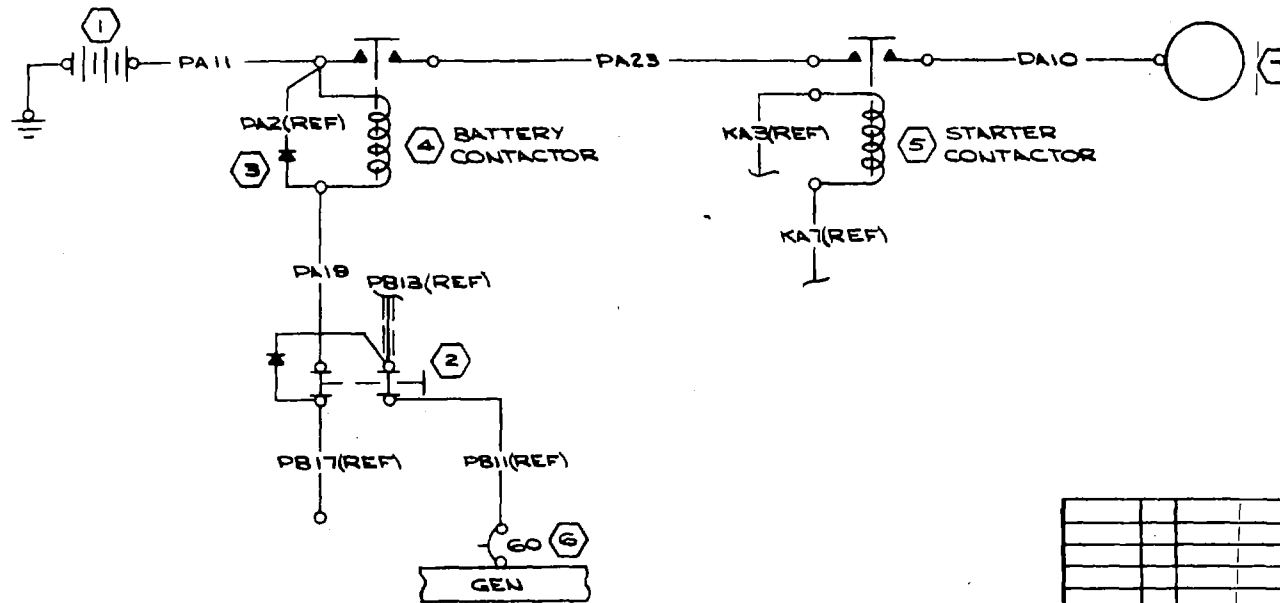 1
PA11
PA23
DA10
DA2(REF)
3
4 BATTERY
CONTACTOR
KA3(REF)
5 STARTER
CONTACTOR
KA7(REF)
PA18
PB13(REF)
2
PB17(REF)
PB11(REF)
60 6
GEN